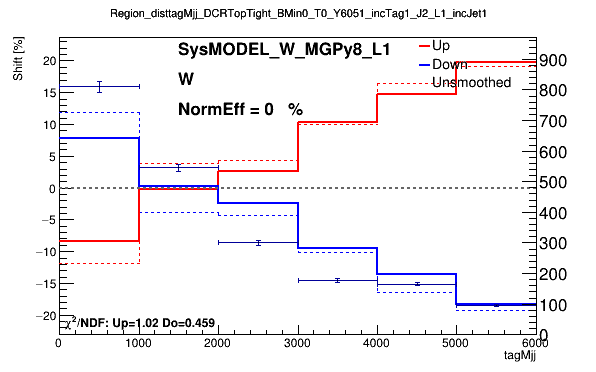 Region_disttagMjj_DCRTopTight_BMin0_T0_Y6051_incTag1_J2_L1_incJet1
Shift [%]
SysMODEL_W_MGPy8_L1
W
NormEff = 0 %
Up
Down
Unsmoothed
20
15
10
5
0
−5
−10
−15
−20
900
800
700
600
500
400
300
200
100
0
χ²/NDF: Up=1.02 Do=0.459
0
1000
2000
3000
4000
5000
6000
tagMjj